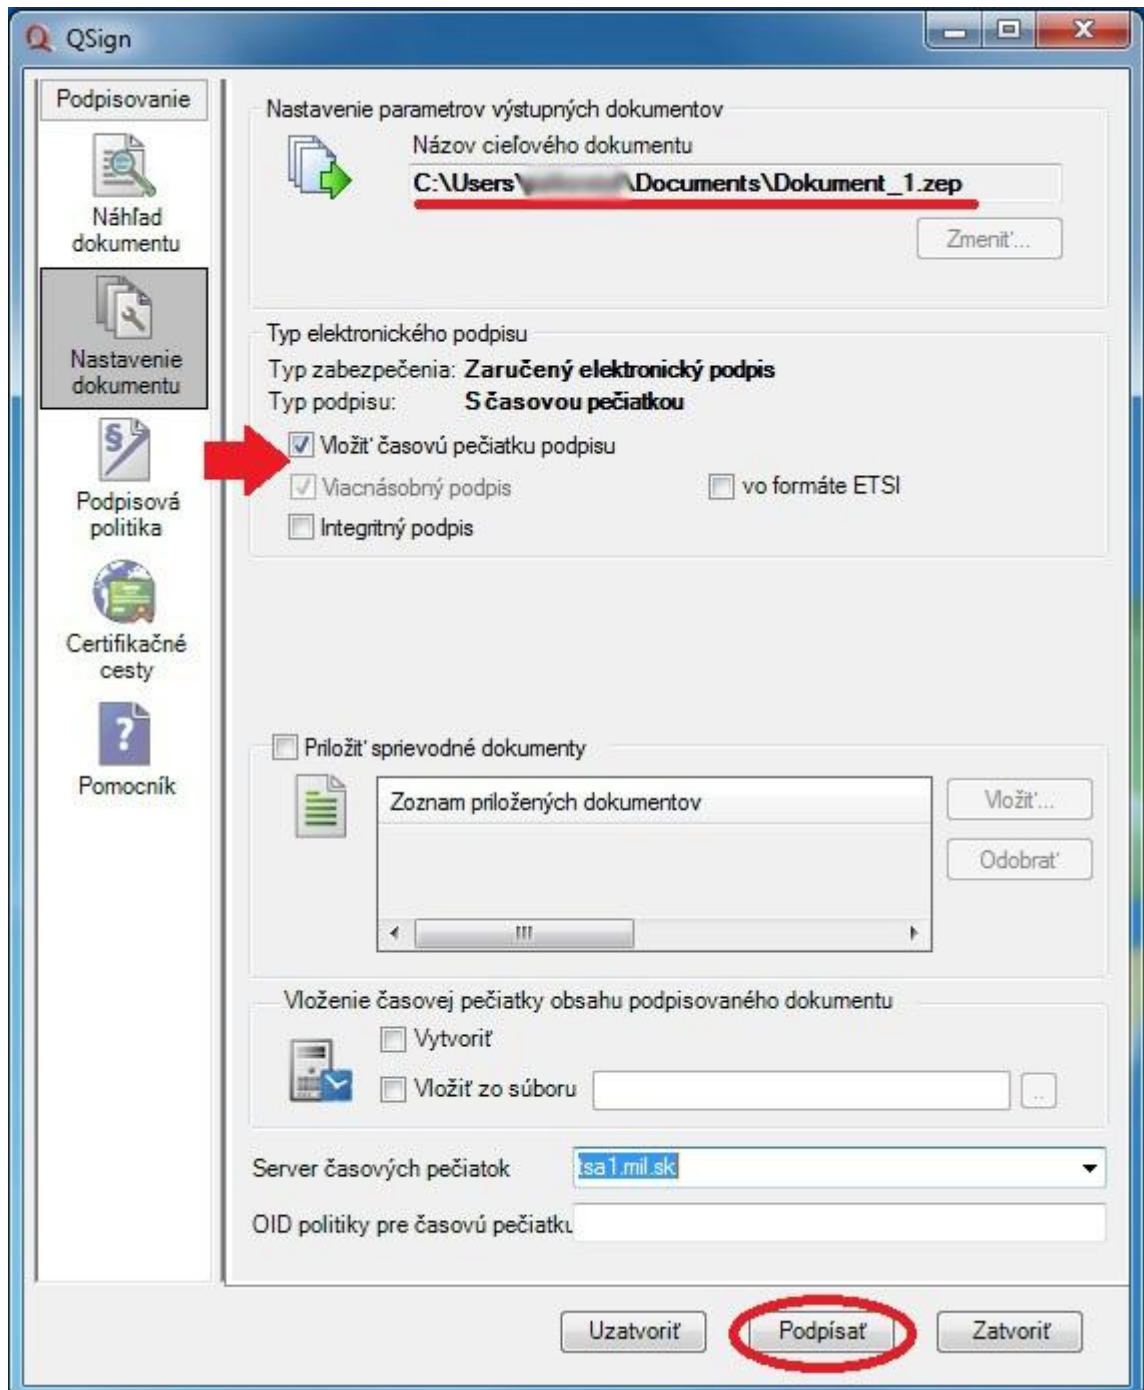 QSign
Podpisovanie
Náhľad
dokumentu
Nastavenie
dokumentu
Podpisová
politika
Certifikačné
cesty
Pomocník
Nastavenie parametrov výstupných dokumentov
Názov cieľového dokumentu
C:\Users\ \Documents\Dokument_1.zep
Zmeniť...
Typ elektronického podpisu
Typ zabezpečenia: Zaručený elektronický podpis
Typ podpisu: S časovou pečiatkou
Vložiť časovú pečiatku podpisu
Viacnásobný podpis vo formáte ETSI
Integritný podpis
Priložiť sprievodné dokumenty
Zoznam priložených dokumentov
Vložiť...
Odobrať
Vloženie časovej pečiatky obsahu podpisovaného dokumentu
Vytvoriť
Vložiť zo súboru ..
Server časových pečiatok tsa1.mil.sk
OID politiky pre časovú pečiatku
Uzatvoriť Podpísať Zatvoriť